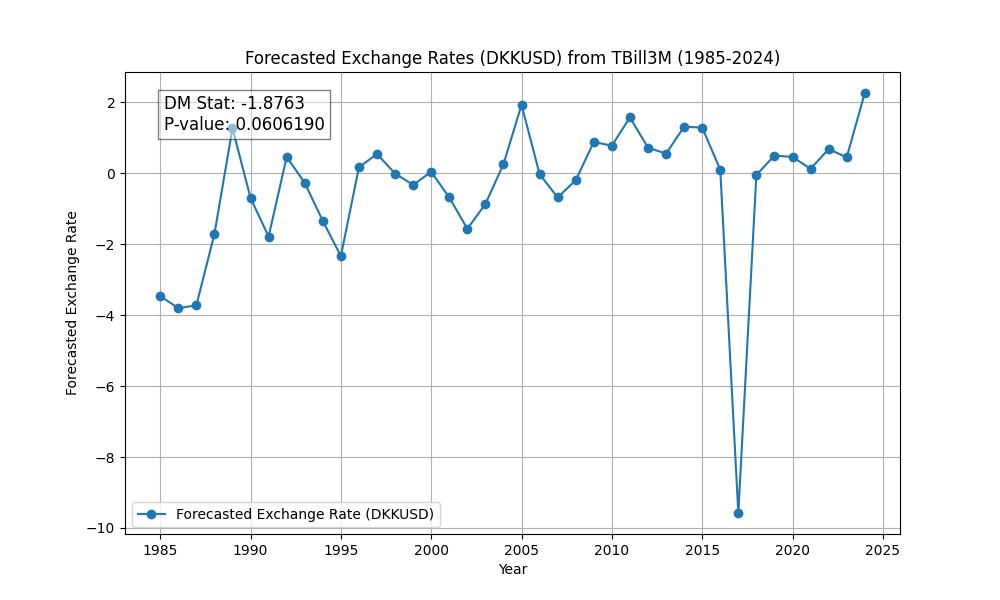 Forecasted Exchange Rates (DKKUSD) from TBill3M (1985-2024)
DM Stat: -1.8763
P-value: 0.0606190
2
0
−2
−4
−6
−8
−10
Forecasted Exchange Rate
Forecasted Exchange Rate (DKKUSD)
1985 1990 1995 2000 2005 2010 2015 2020 2025
Year